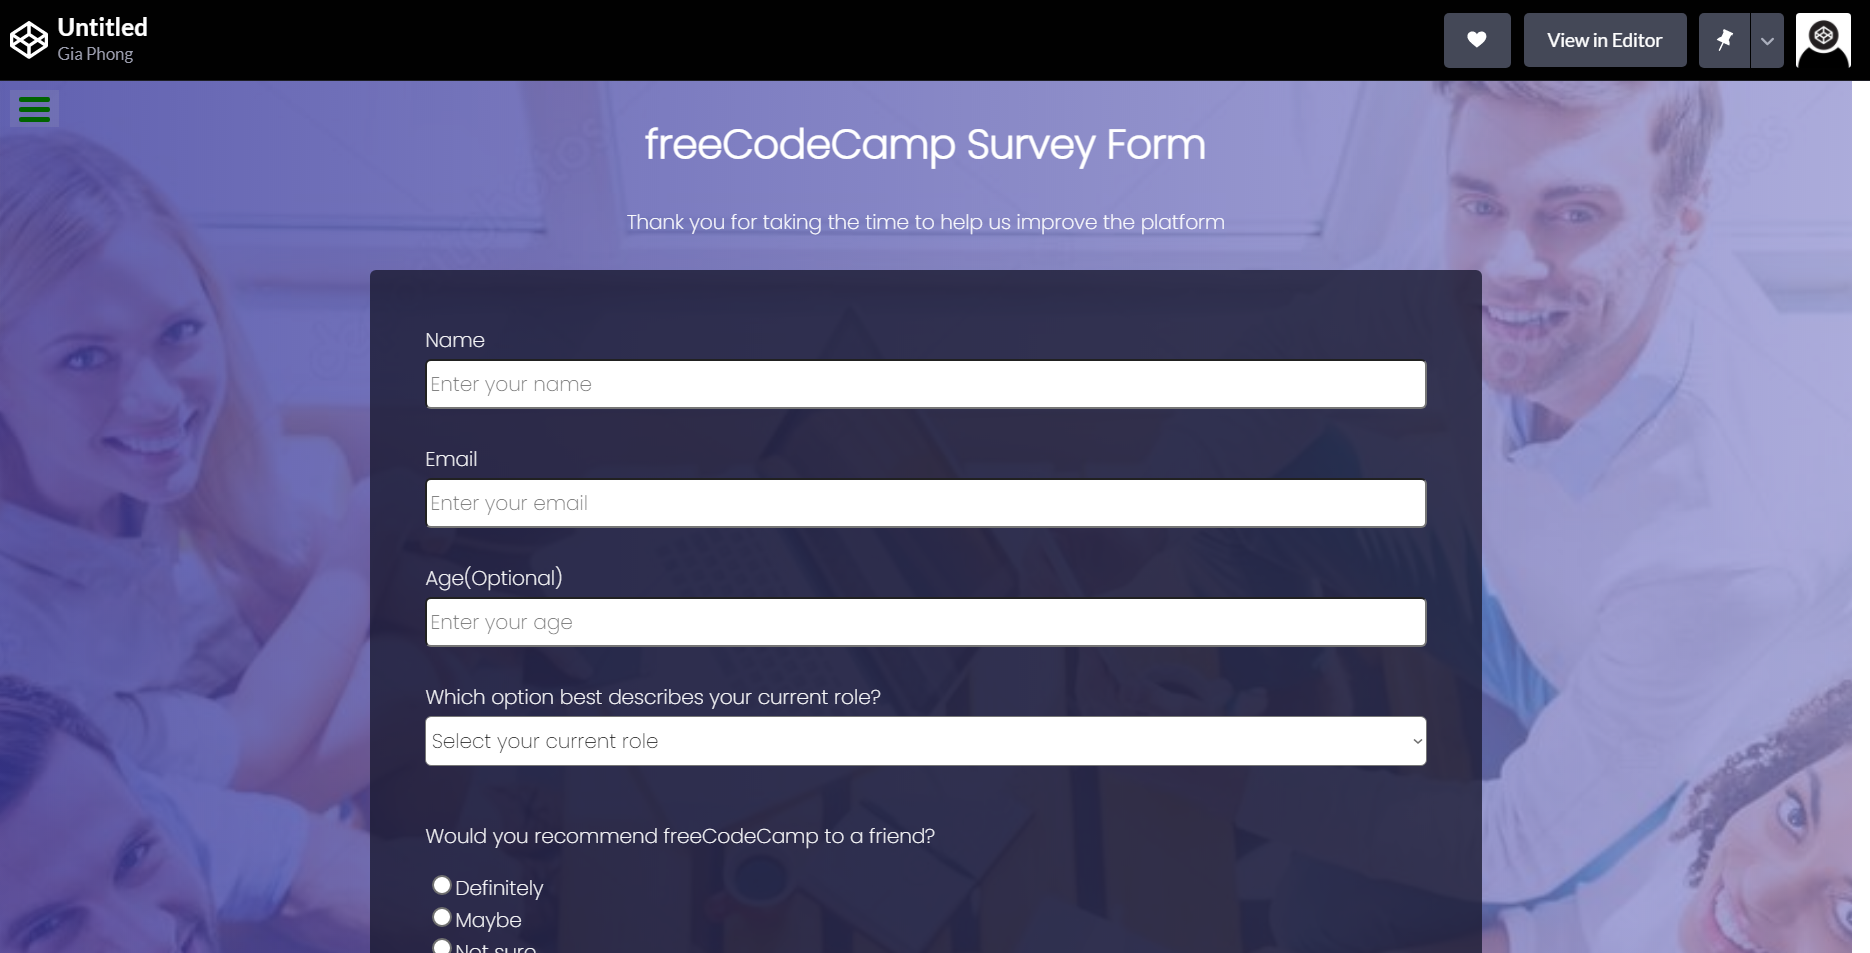 Untitled
Gia Phong
View in Editor
freeCodeCamp Survey Form
Thank you for taking the time to help us improve the platform
Name
Enter your name
Email
Enter your email
Age(Optional)
Enter your age
Which option best describes your current role?
Select your current role
Would you recommend freeCodeCamp to a friend?
Definitely
Maybe
Not sure